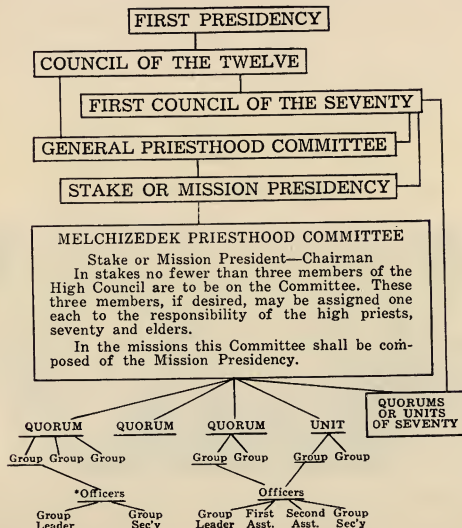 FIRST PRESIDENCY
COUNCIL OF THE TWELVE
FIRST COUNCIL OF THE SEVENTY
GENERAL PRIESTHOOD COMMITTEE
STAKE OR MISSION PRESIDENCY
MELCHIZEDEK PRIESTHOOD COMMITTEE
Stake or Mission President—Chairman
In stakes no fewer than three members of the
High Council are to be on the Committee. These
three members, if desired, may be assigned one
each to the responsibility of the high priests,
seventy and elders.
In the missions this Committee shall be com-
posed of the Mission Presidency.
QUORUMS
OR UNITS
OF SEVENTY
QUORUM QUORUM QUORUM UNIT
Group Group Group Group Group Group Group
*Officers Officers
Group Group Group First Second Group
Leader Sec'y Leader Asst. Asst. Sec'y